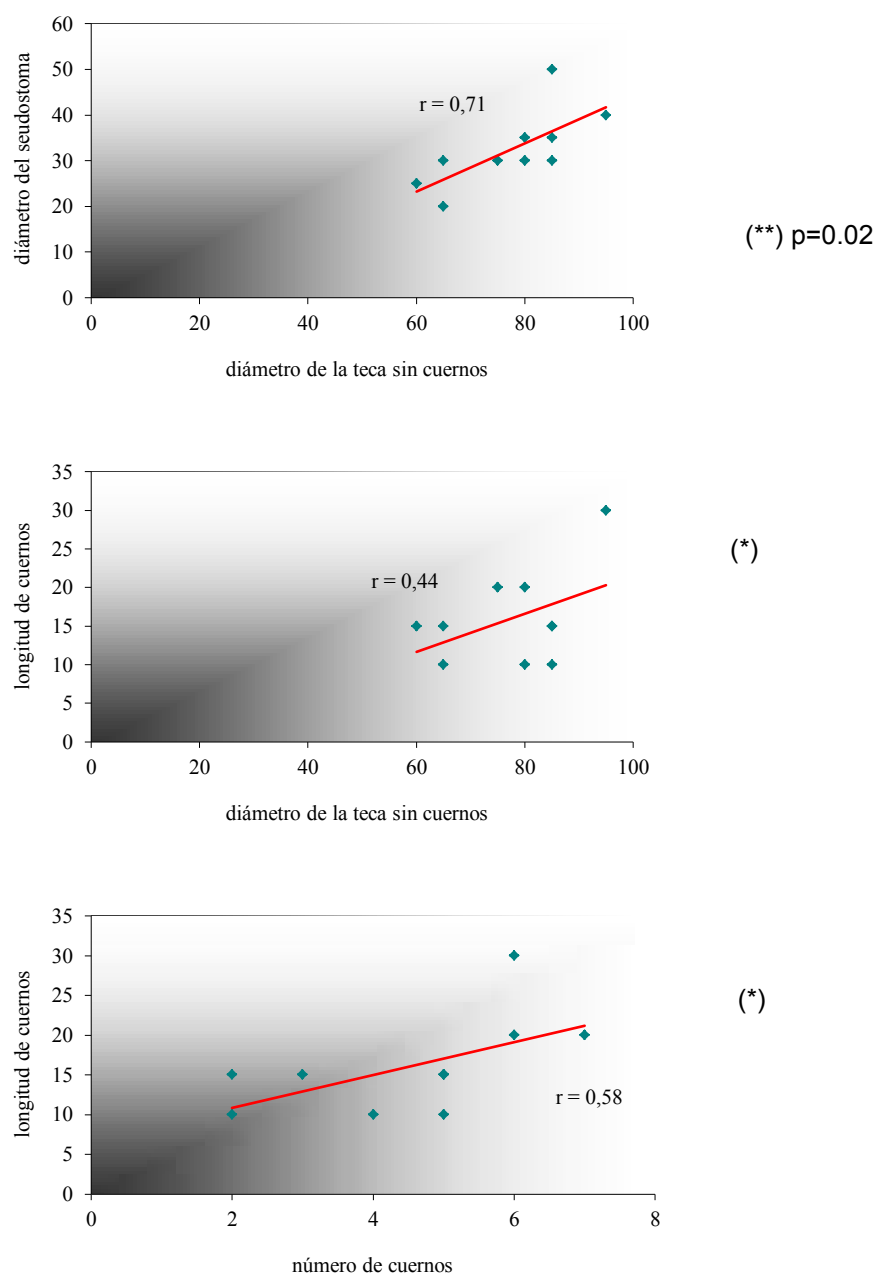 60
50
40
30
20
10
0
diámetro del seudostoma
r = 0,71
0 20 40 60 80 100
diámetro de la teca sin cuernos
(**) p=0.02
35
30
25
20
15
10
5
0
longitud de cuernos
r = 0,44
0 20 40 60 80 100
diámetro de la teca sin cuernos
(*)
35
30
25
20
15
10
5
0
longitud de cuernos
r = 0,58
0 2 4 6 8
número de cuernos
(*)